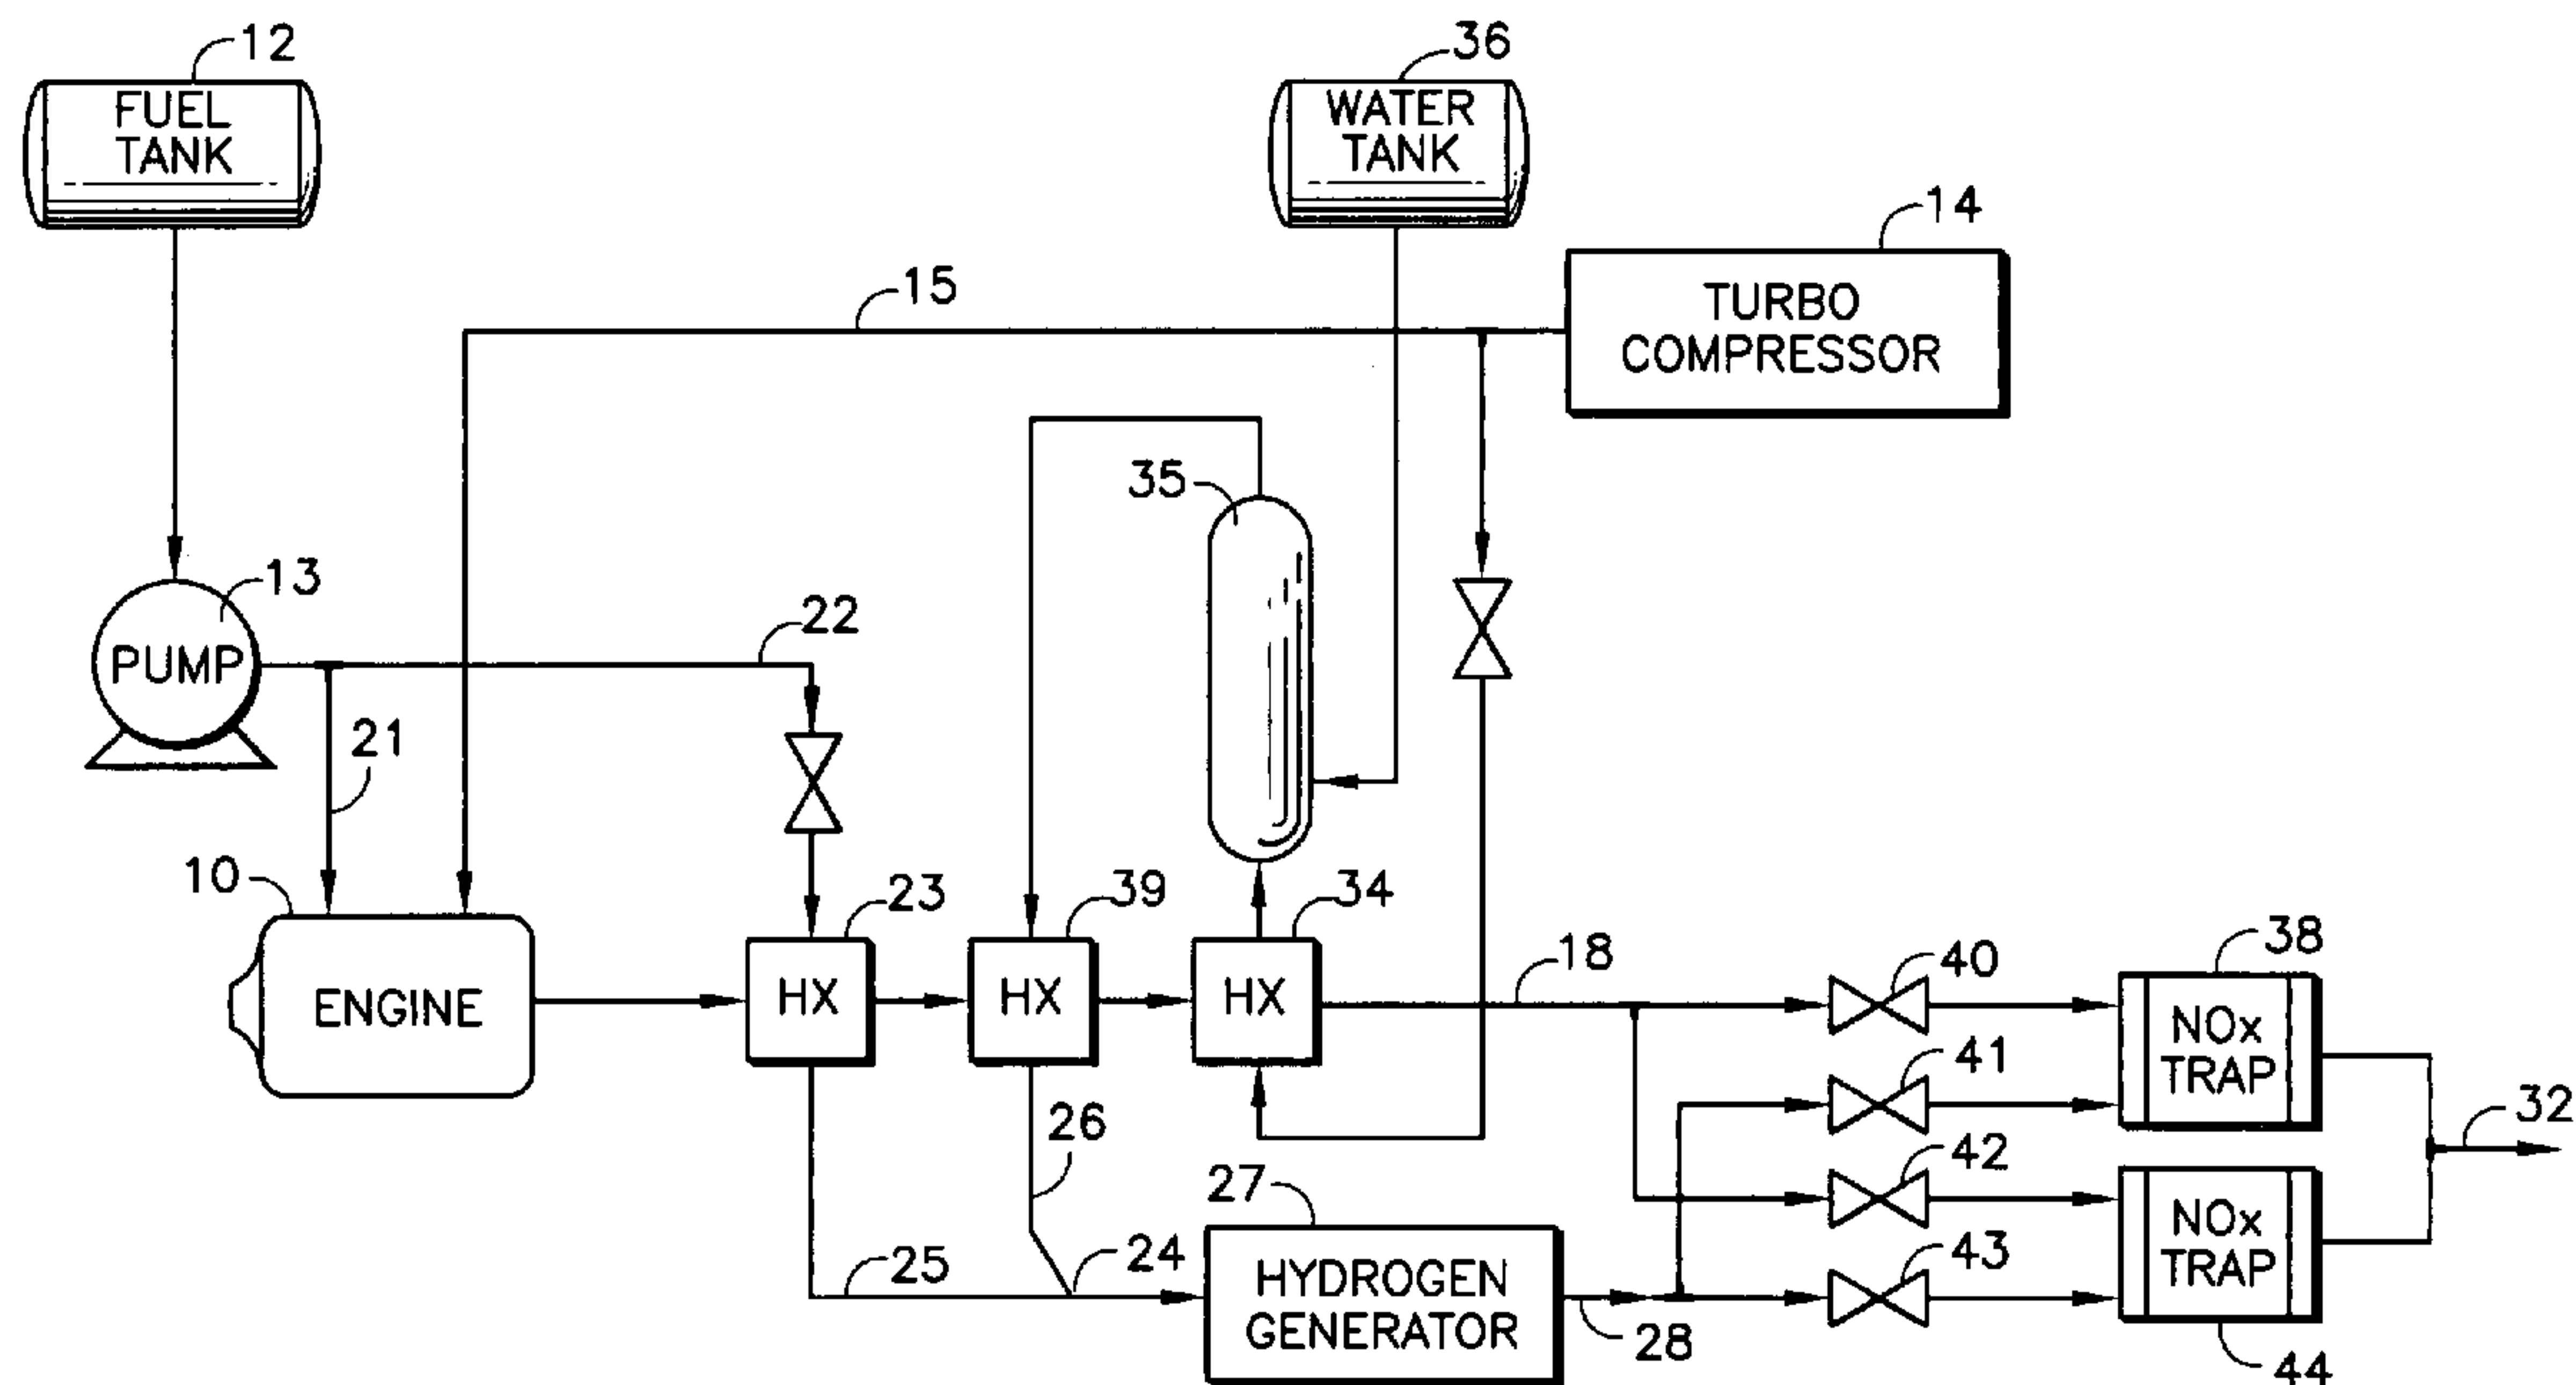 12
FUEL
TANK
36
WATER
TANK
14
TURBO
COMPRESSOR
15
35
13
PUMP
22
21
10
ENGINE
23
HX
39
HX
34
HX
18
40
38
NOx
TRAP
41
26
42
32
27
HYDROGEN
GENERATOR
24
25
28
43
NOx
TRAP
44